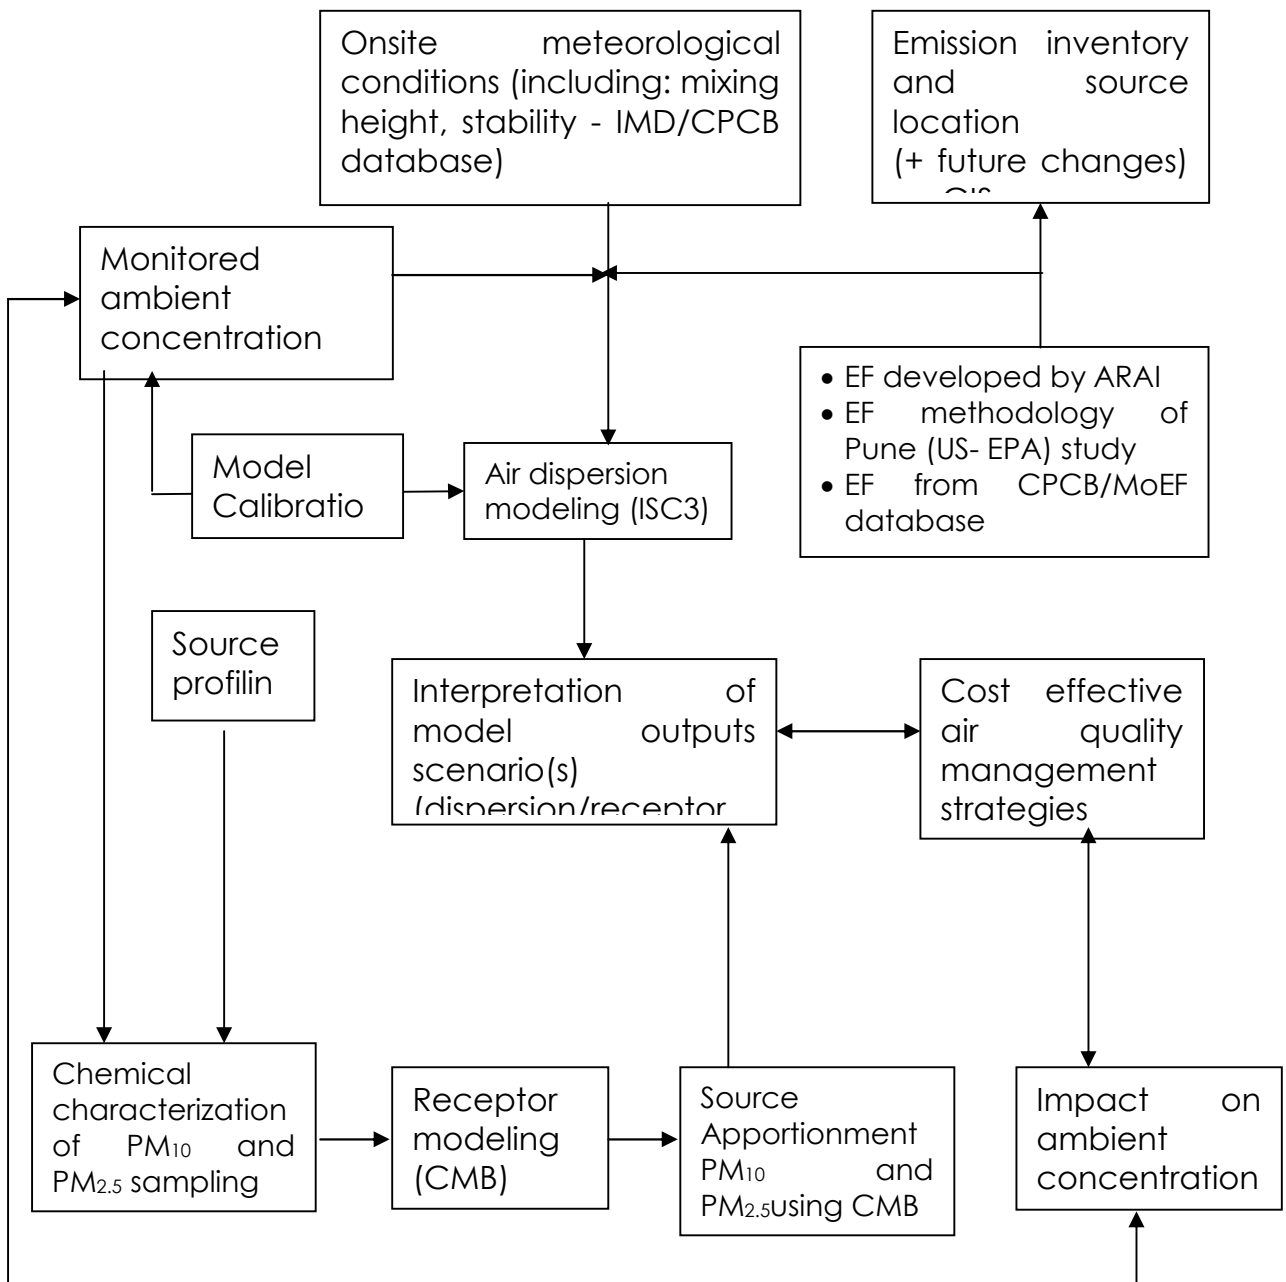 Onsite meteorological
conditions (including: mixing
height, stability - IMD/CPCB
database)
Emission inventory
and source
location
(+ future changes)
Monitored
ambient
concentration
• EF developed by ARAI
• EF methodology of
Pune (US- EPA) study
• EF from CPCB/MoEF
database
Model
Calibratio
Air dispersion
modeling (ISC3)
Source
profilin
Interpretation of
model outputs
scenario(s)
(dispersion/receptor
Cost effective
air quality
management
strategies
Chemical
characterization
of PM10 and
PM2.5 sampling
Receptor
modeling
(CMB)
Source
Apportionment
PM10 and
PM2.5using CMB
Impact on
ambient
concentration